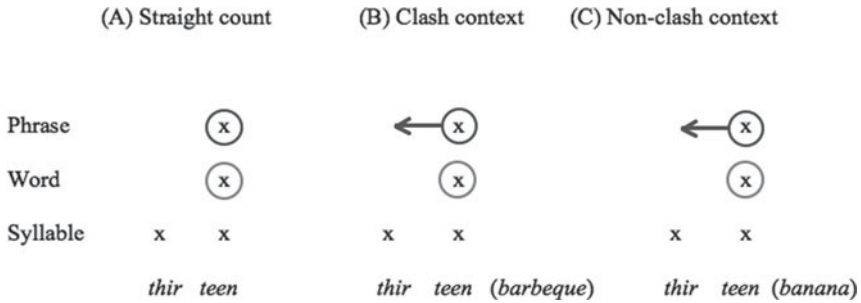 (A) Straight count (B) Clash context (C) Non-clash context
Phrase x x x
Word x x x
Syllable x x x x x x
thir teen thir teen (barbeque) thir teen (banana)